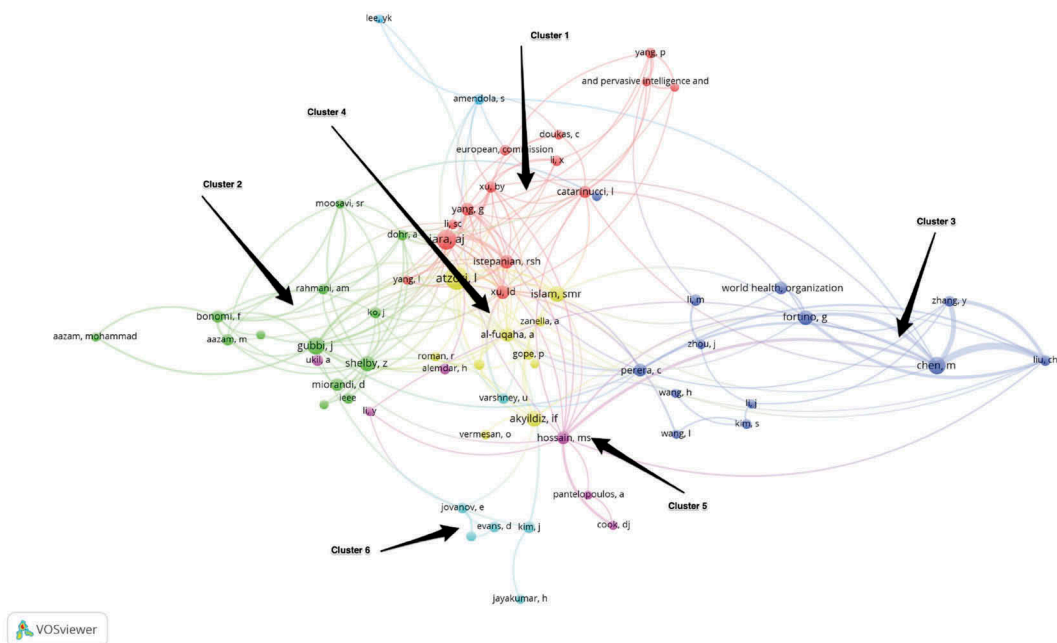 lee, yk
Cluster 1
yang, p
and pervasive intelligence and
amendola, s
Cluster 4
doukas, c
european, commission
li, x
Cluster 2
xu, by
catarinucci, l
moosavi, sr
yang, g
li, sc
Cluster 3
dohr, a
jara, aj
istepanian, rsh
yang, l
atzori, l
rahmani, am
xu, ld
islam, smr
world health, organization
li, m
zhang, y
bonomi, f
ko, j
zanella, a
fortino, g
aazam, mohammad
aazam, m
al-fuqaha, a
gubbi, j
zhou, j
ukil, a
shelby, z
roman, r
gope, p
liu, ch
alemdar, h
perera, c
chen, m
miorandi, d
ieee
varshney, u
wang, h
li, y
li, j
akyildiz, if
kim, s
vermesan, o
hossain, ms
wang, l
pantelopoulos, a
Cluster 5
jovanov, e
cook, dj
evans, d
kim, j
Cluster 6
jayakumar, h
VOSviewer